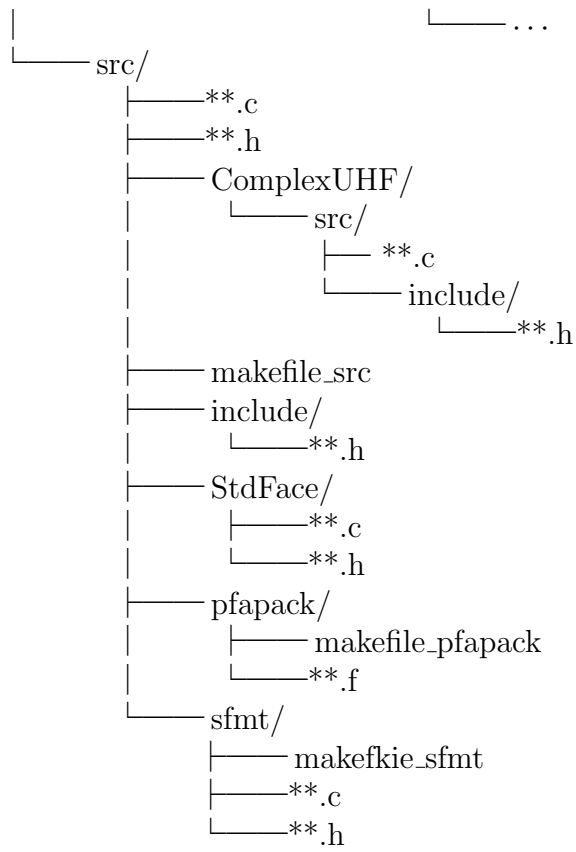 ...
src/
**.c
**.h
ComplexUHF/
src/
**.c
include/
**.h
makefile_src
include/
**.h
StdFace/
**.c
**.h
pfapack/
makefile_pfapack
**.f
sfmt/
makefkie_sfmt
**.c
**.h